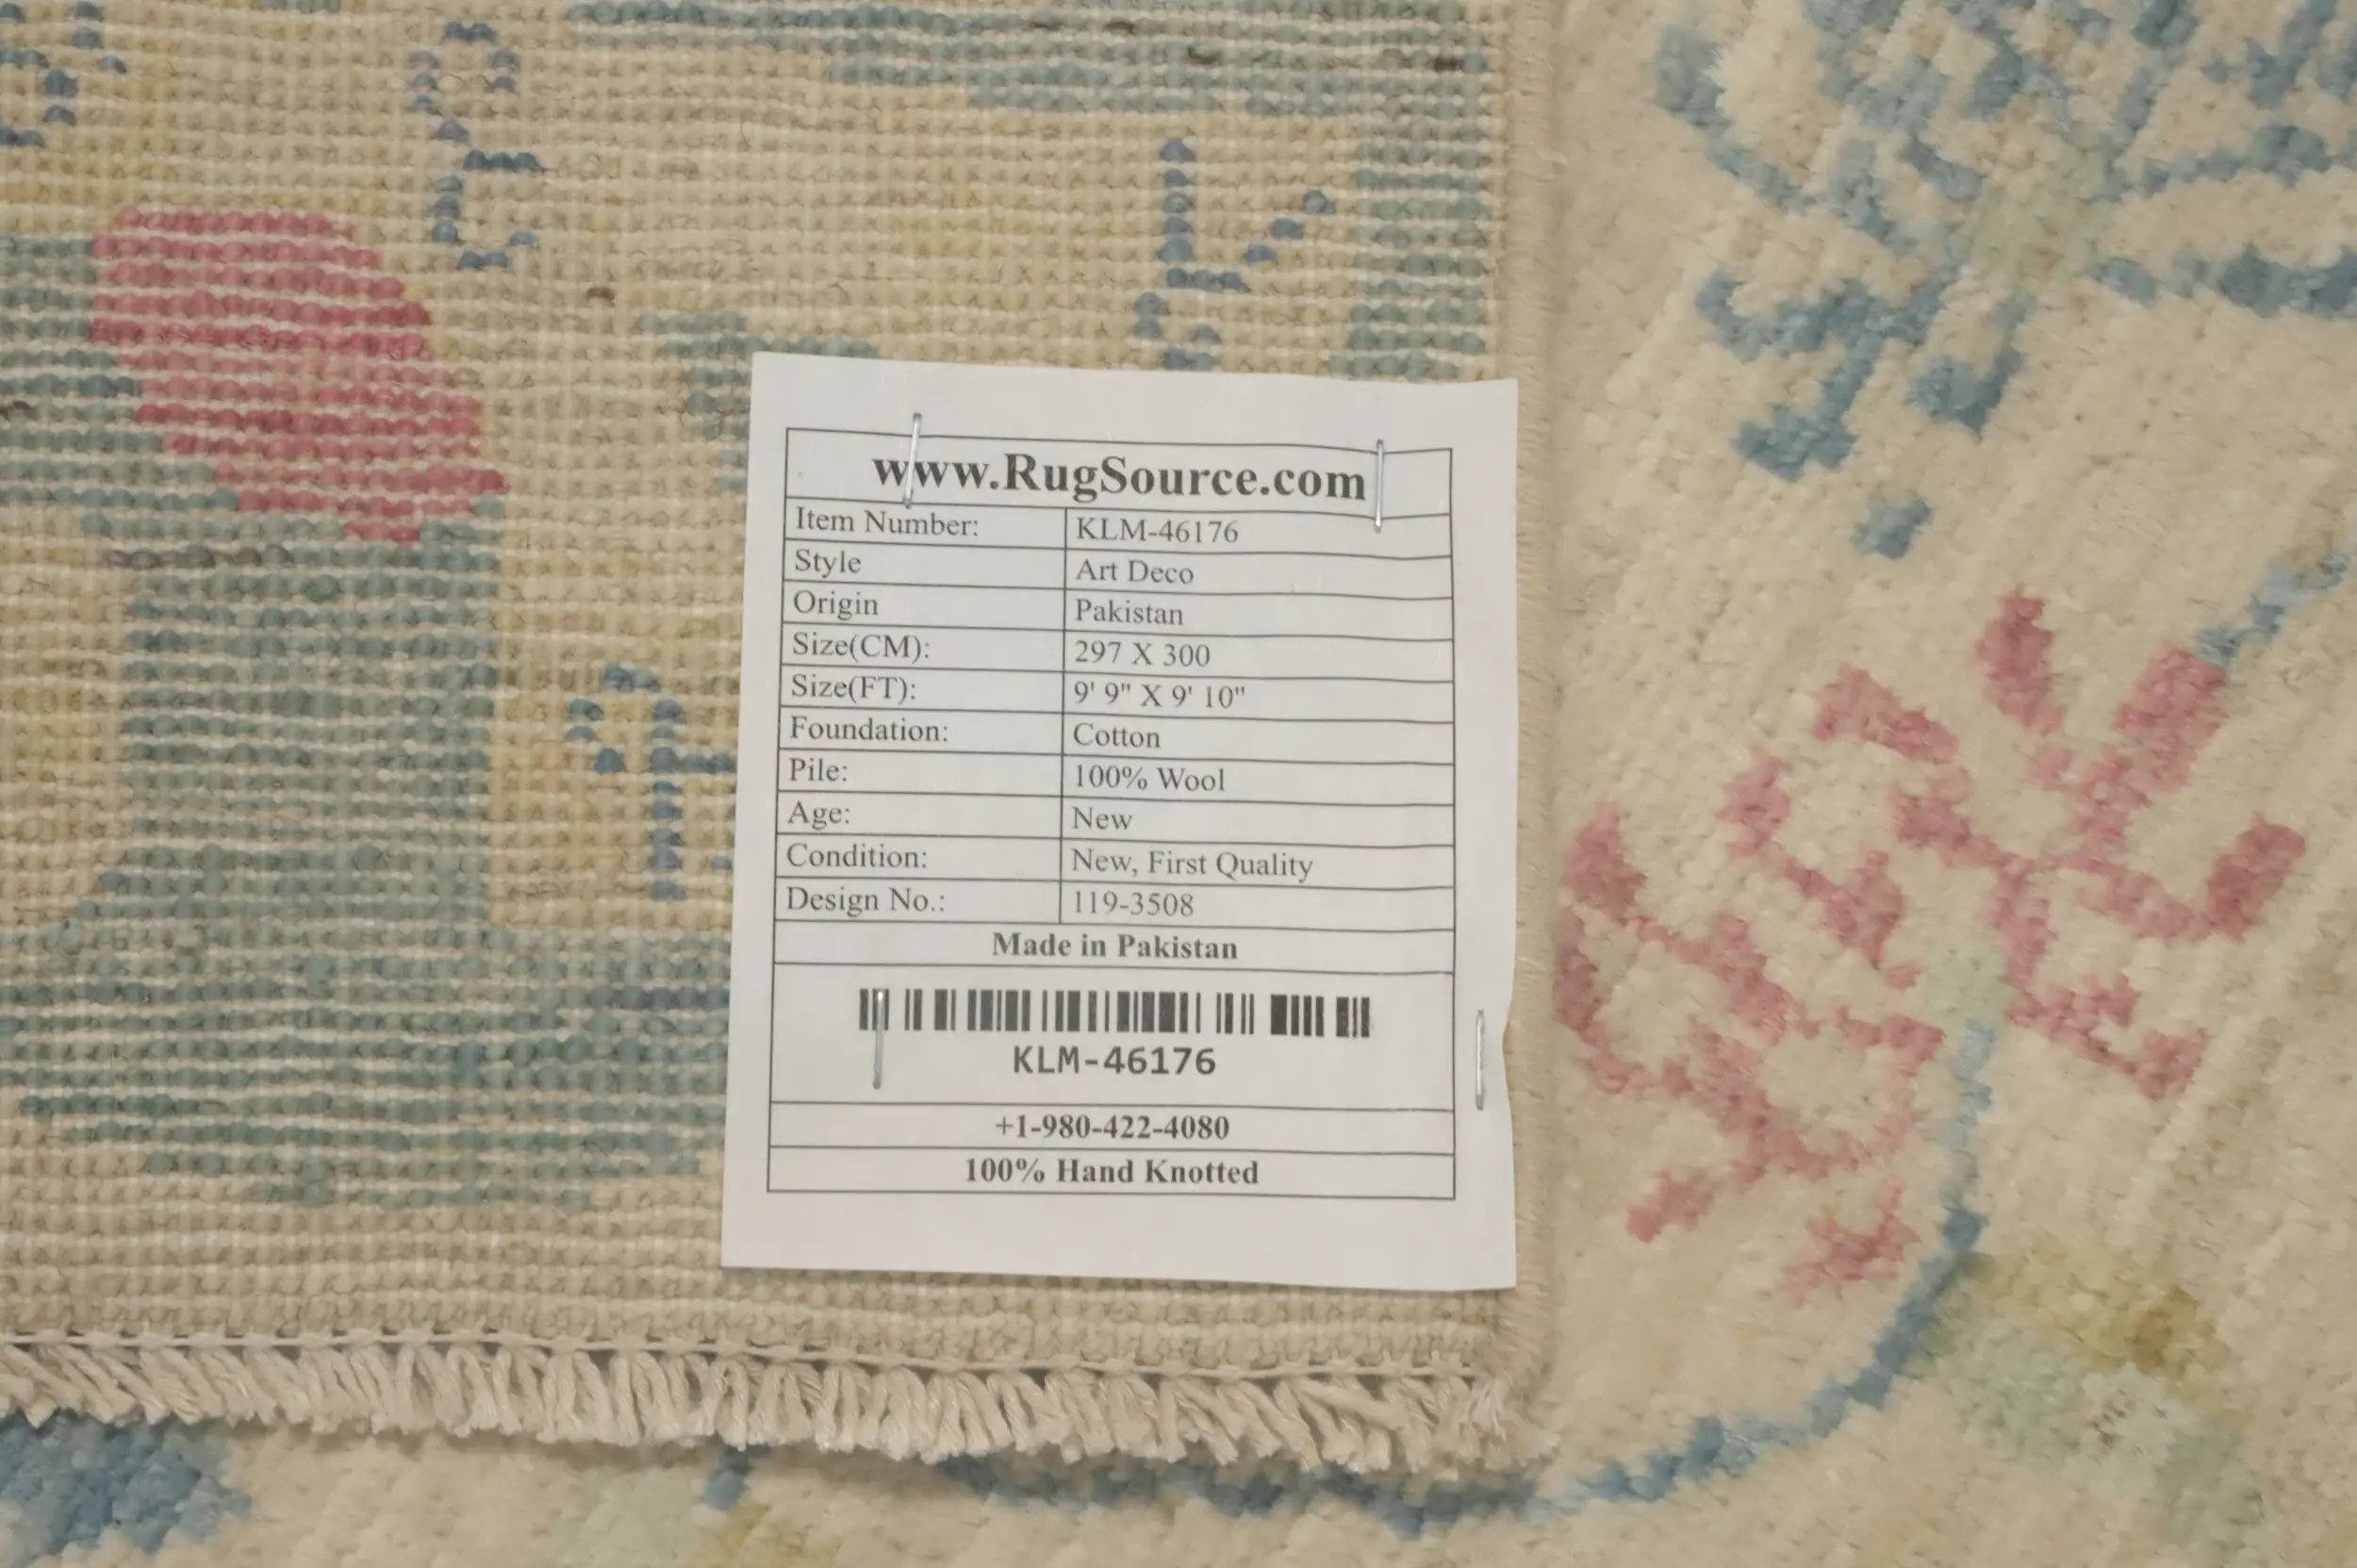 www.RugSource.com
Item Number: KLM-46176
Style Art Deco
Origin Pakistan
Size(CM): 297 X 300
Size(FT): 9' 9" X 9' 10"
Foundation: Cotton
Pile: 100% Wool
Age: New
Condition: New, First Quality
Design No.: 119-3508
Made in Pakistan
KLM-46176
+1-980-422-4080
100% Hand Knotted